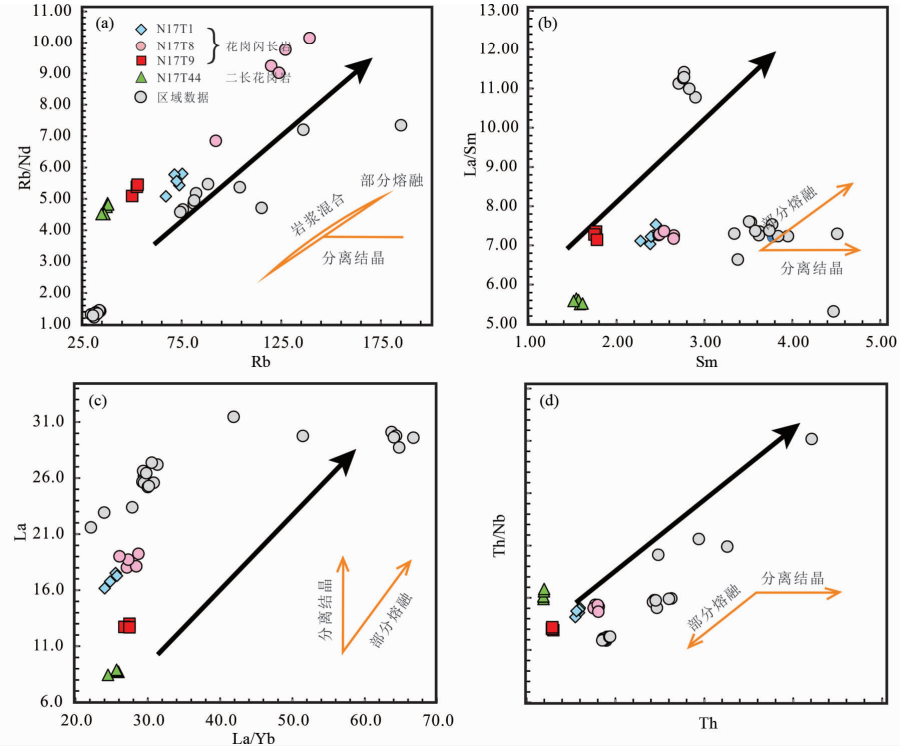 (a)
N17T1
N17T8
花岗闪长岩
N17T9
N17T44
二长花岗岩
区域数据
11.00
10.00
9.00
8.00
7.00
6.00
5.00
4.00
3.00
2.00
1.00
Rb/Nd
部分熔融
岩浆混合
分离结晶
25.0
75.0
125.0
175.0
Rb
(b)
13.00
12.00
11.00
10.00
9.00
8.00
7.00
6.00
5.00
La/Sm
部分熔融
分离结晶
1.00
2.00
3.00
4.00
5.00
Sm
(c)
31.0
26.0
21.0
16.0
11.0
6.0
La
分离结晶
部分熔融
20.0
30.0
40.0
50.0
60.0
70.0
La/Yb
(d)
Th/Nb
分离结晶
部分熔融
Th